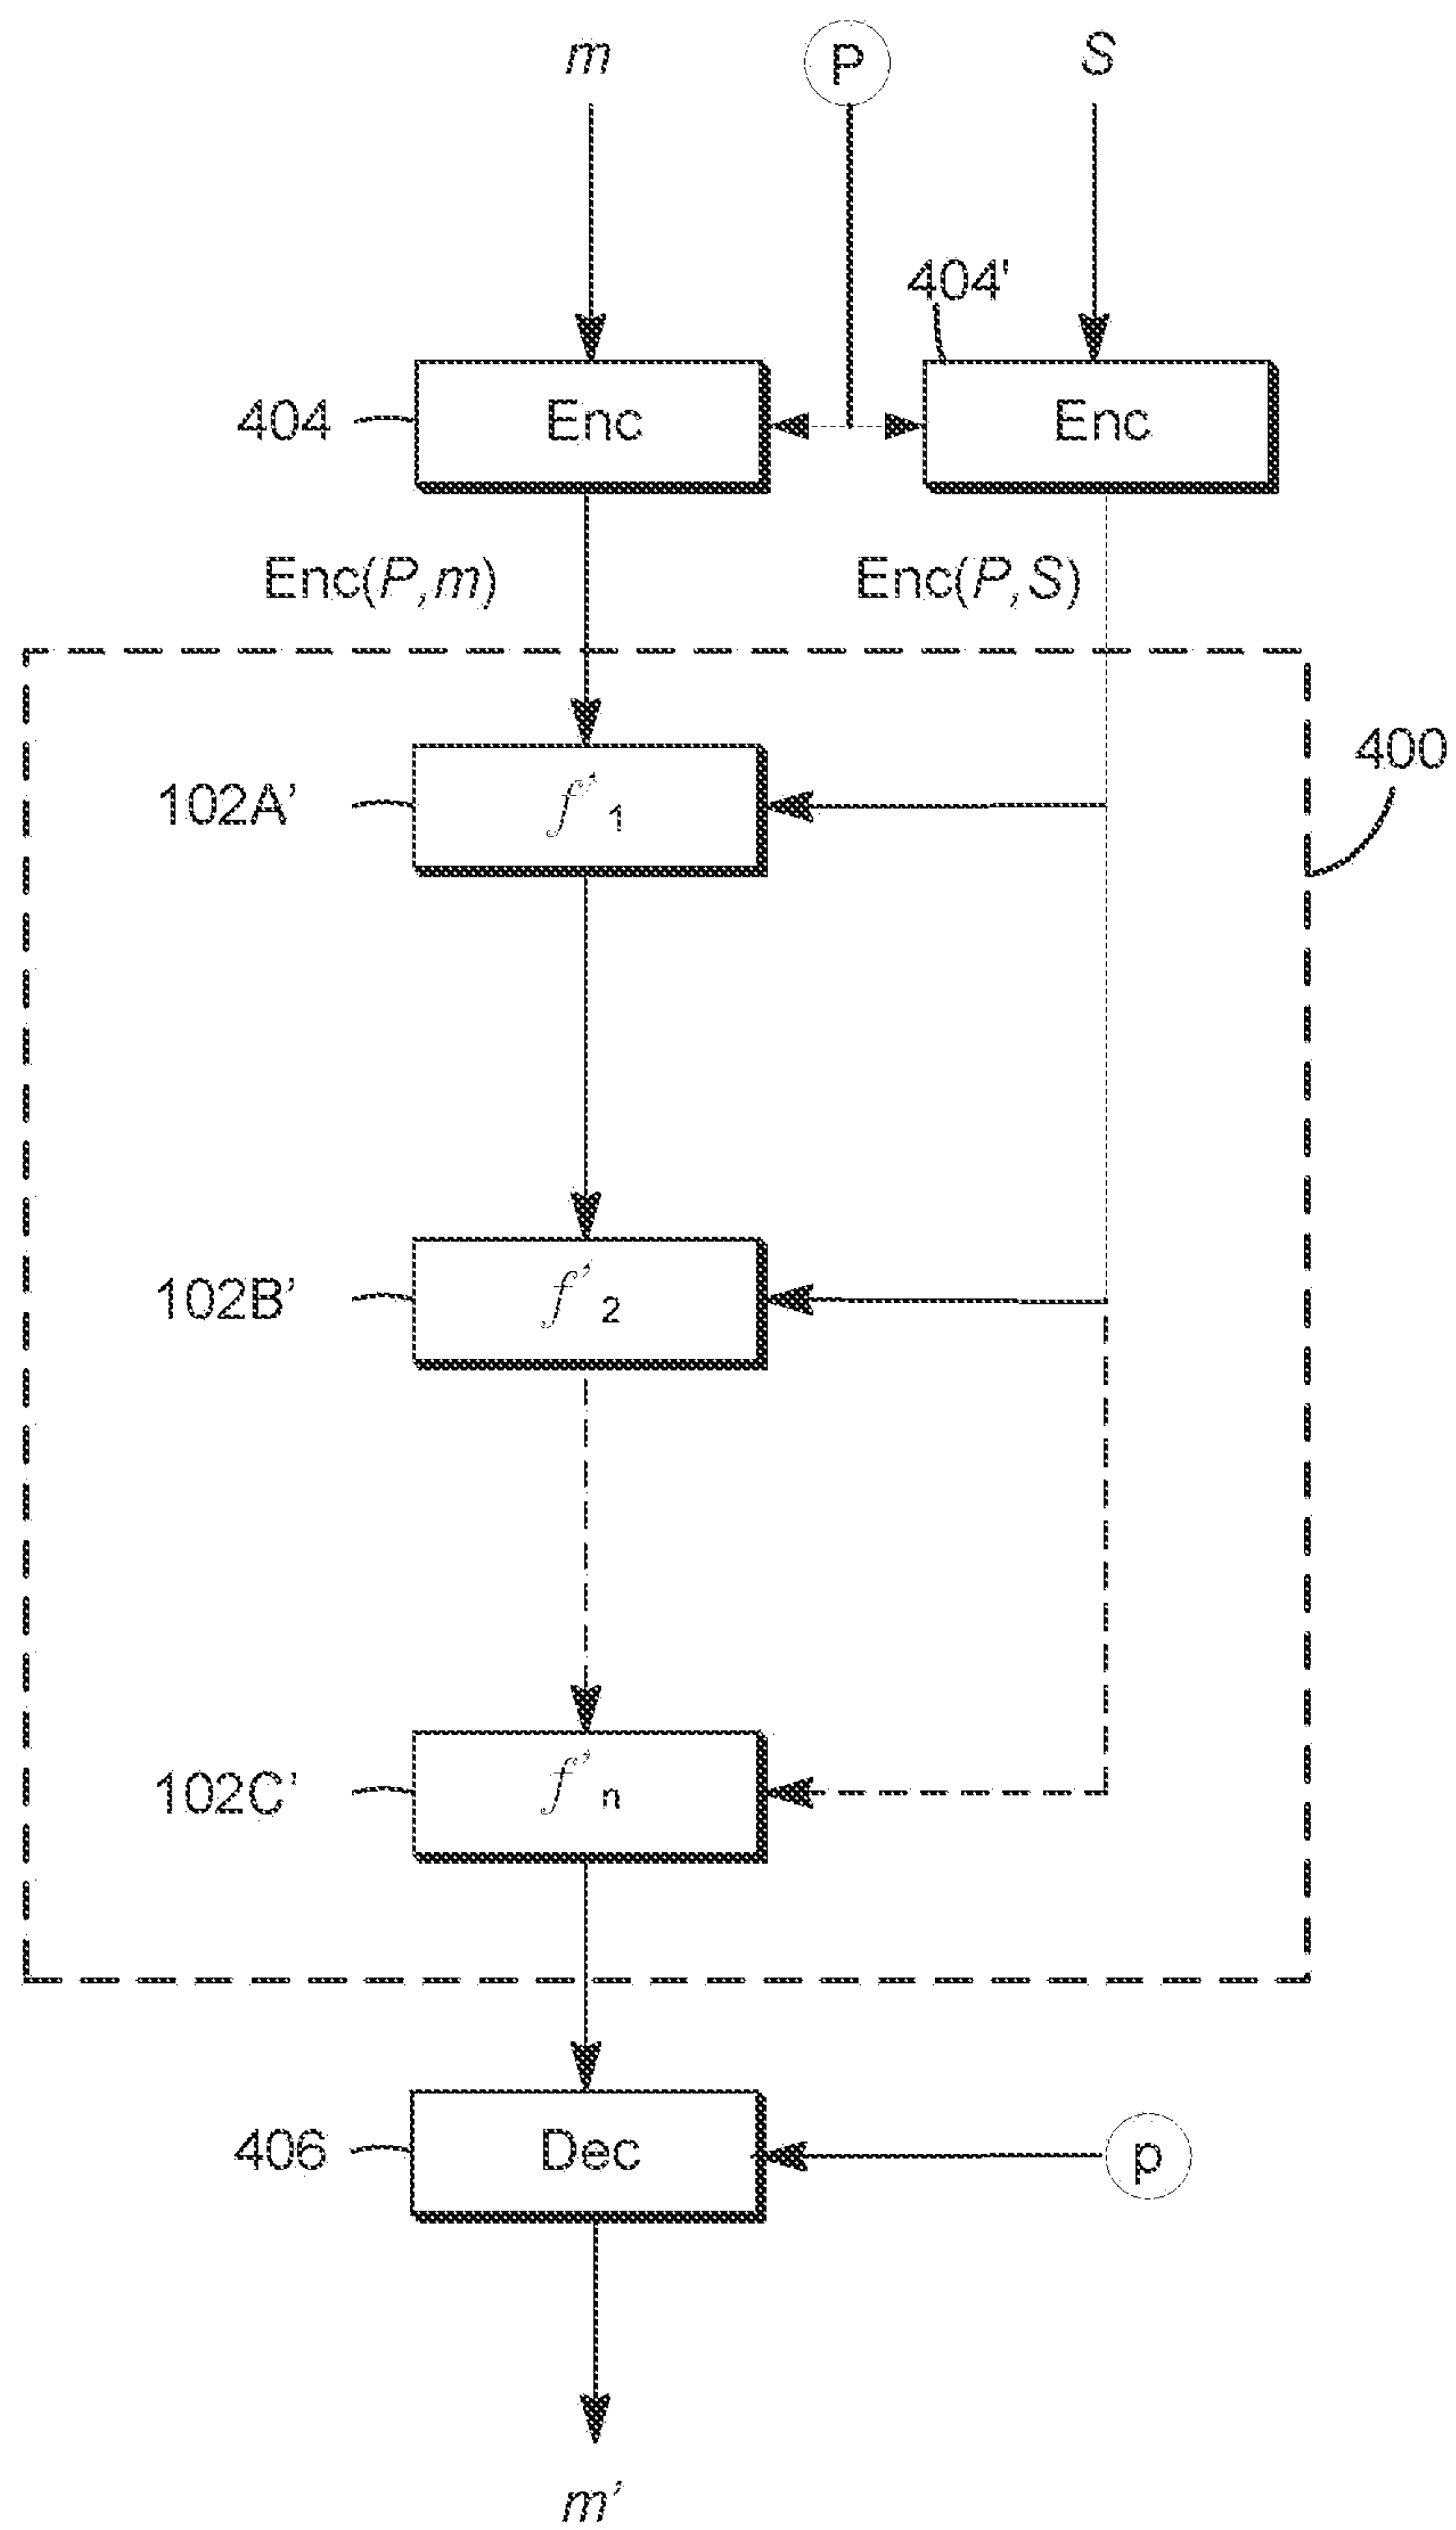 m P S
404'
404 Enc Enc
Enc(P,m) Enc(P,S)
400
102A' f'1
102B' f'2
102C' f'n
406 Dec p
m'